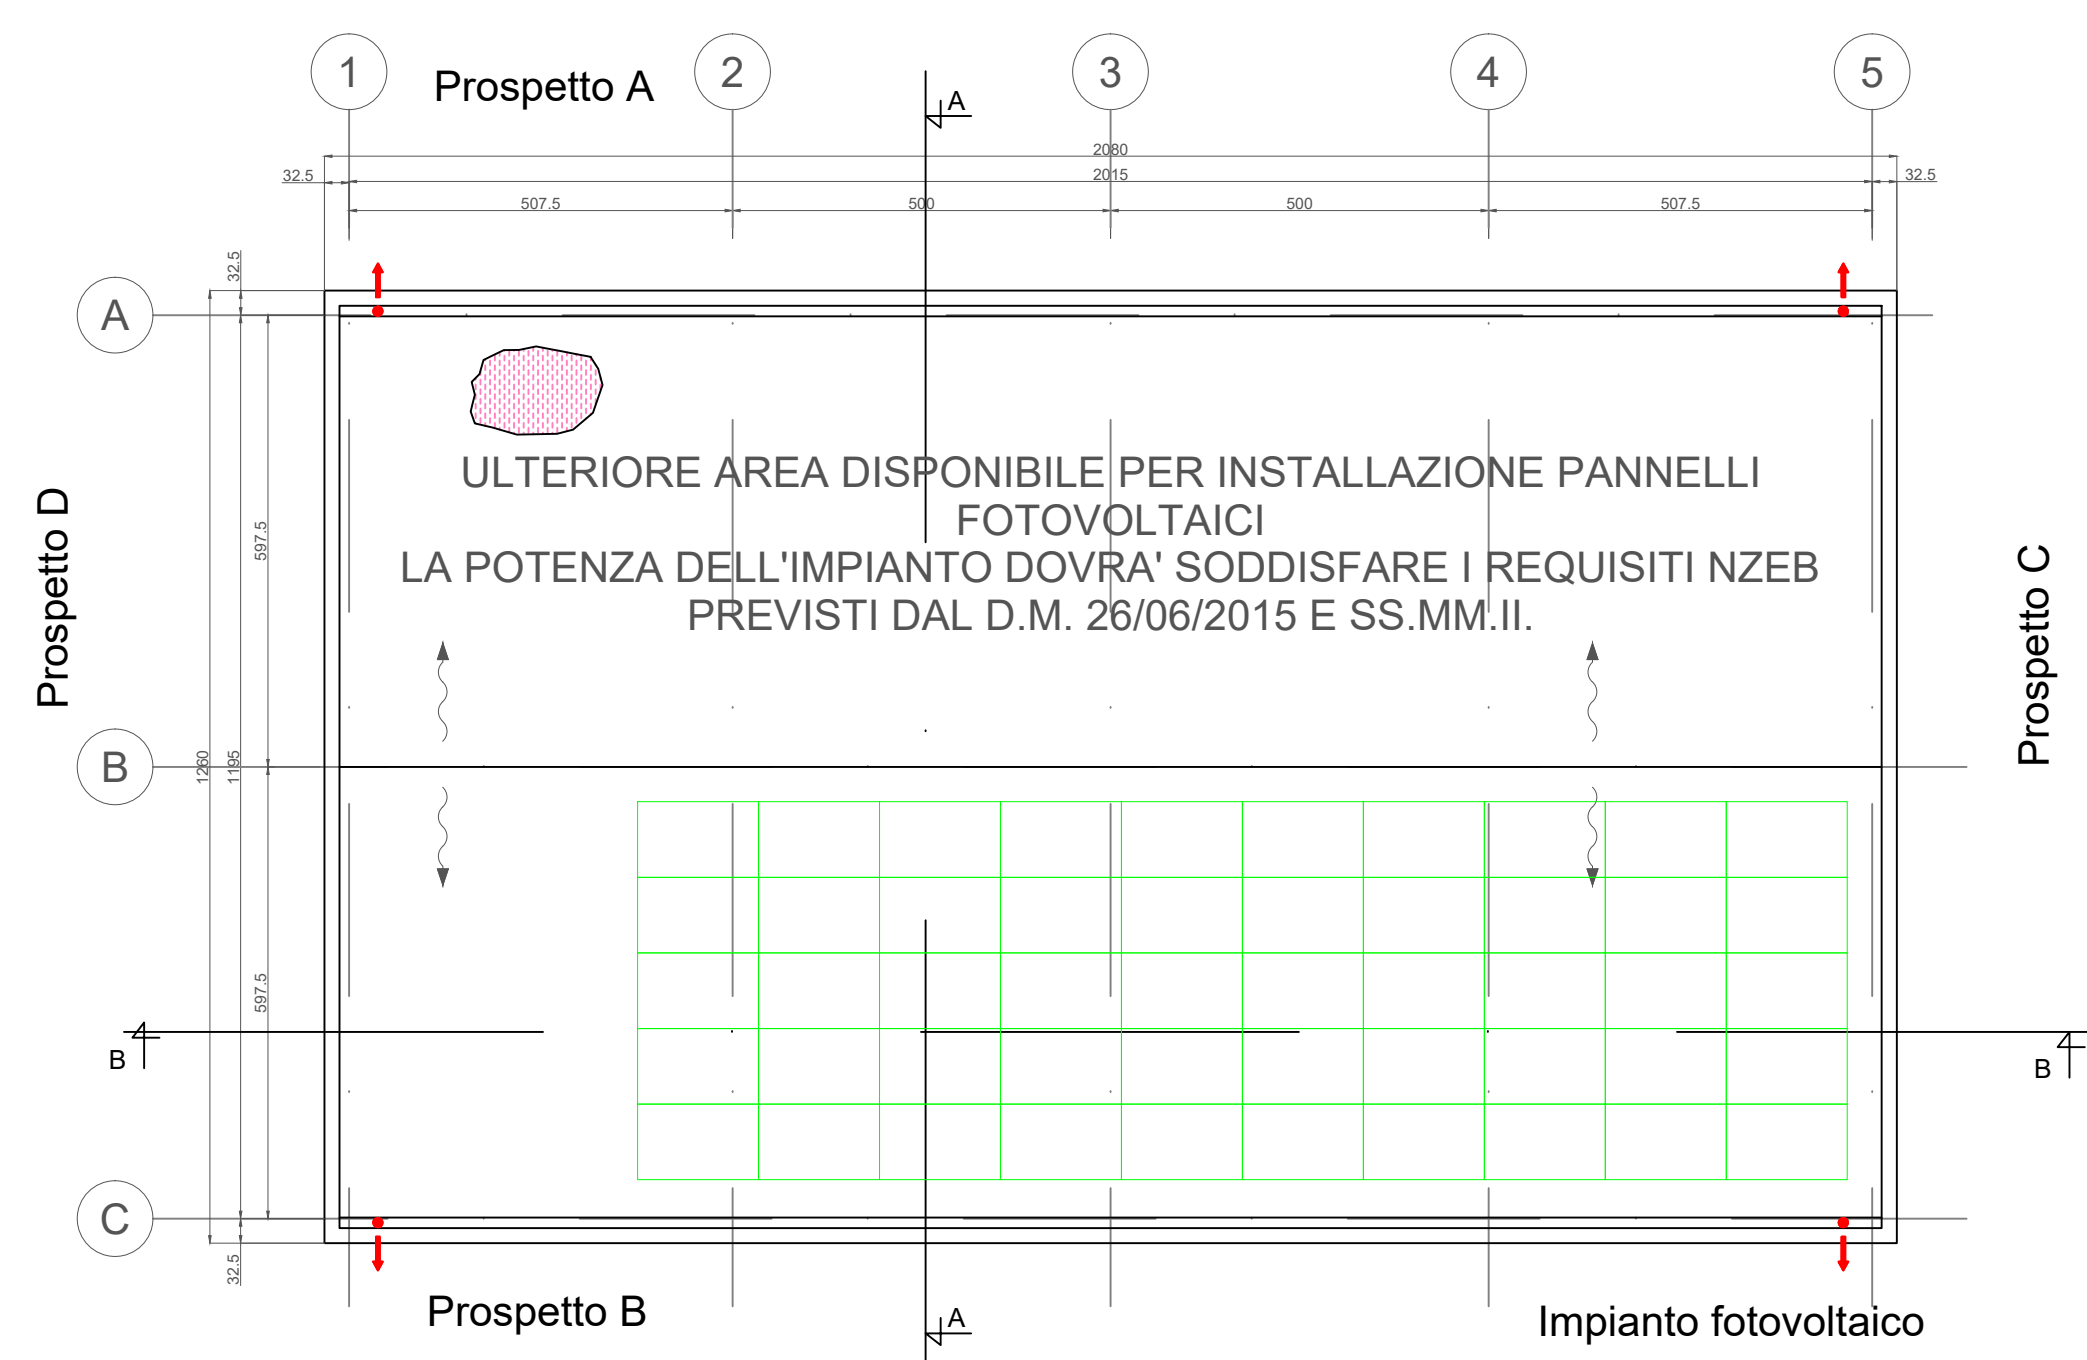 1
Prospetto A
2
3
4
5
A
2080
32.5
2015
32.5
507.5
500
500
507.5
32.5
A
ULTERIORE AREA DISPONIBILE PER INSTALLAZIONE PANNELLI
FOTOVOLTAICI
LA POTENZA DELL'IMPIANTO DOVRA' SODDISFARE I REQUISITI NZEB
PREVISTI DAL D.M. 26/06/2015 E SS.MM.II.
Prospetto D
597.5
Prospetto C
B
1260
1195
597.5
B
B
C
32.5
Prospetto B
A
Impianto fotovoltaico